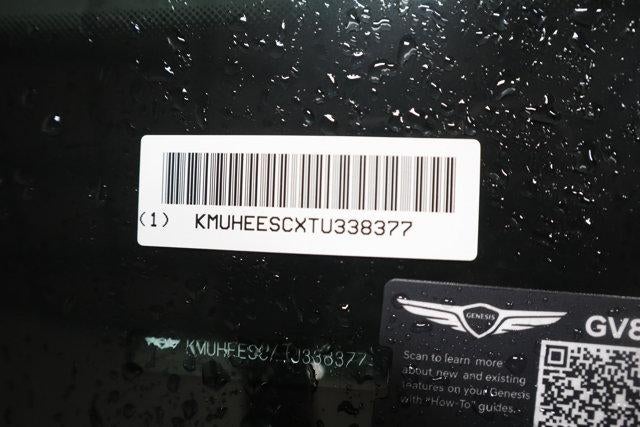 (1) KMUHEESCXTU338377
GENESIS
GV8
Scan to learn more
about new and existing
features on your Genesis
with "How-To" guides.